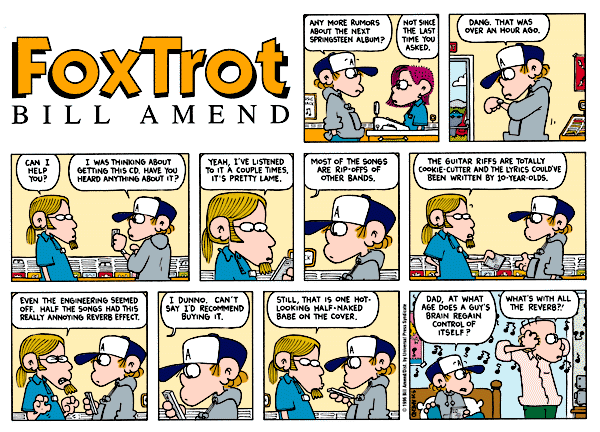 FoxTrot
BILL AMEND
ANY MORE RUMORS
ABOUT THE NEXT
SPRINGSTEEN ALBUM?
NOT SINCE
THE LAST
TIME YOU
ASKED.
DANG. THAT WAS
OVER AN HOUR AGO.
CAN I
HELP
YOU?
I WAS THINKING ABOUT
GETTING THIS CD. HAVE YOU
HEARD ANYTHING ABOUT IT?
YEAH, I'VE LISTENED
TO IT A COUPLE TIMES.
IT'S PRETTY LAME.
MOST OF THE SONGS
ARE RIP-OFFS OF
OTHER BANDS.
THE GUITAR RIFFS ARE TOTALLY
COOKIE-CUTTER AND THE LYRICS COULD'VE
BEEN WRITTEN BY 10-YEAR-OLDS.
EVEN THE ENGINEERING SEEMED
OFF. HALF THE SONGS HAD THIS
REALLY ANNOYING REVERB EFFECT.
I DUNNO. CAN'T
SAY I'D RECOMMEND
BUYING IT.
STILL, THAT IS ONE HOT-
LOOKING HALF-NAKED
BABE ON THE COVER.
DAD, AT WHAT
AGE DOES A GUY'S
BRAIN REGAIN
CONTROL OF
ITSELF?
WHAT'S WITH ALL
THE REVERB?!